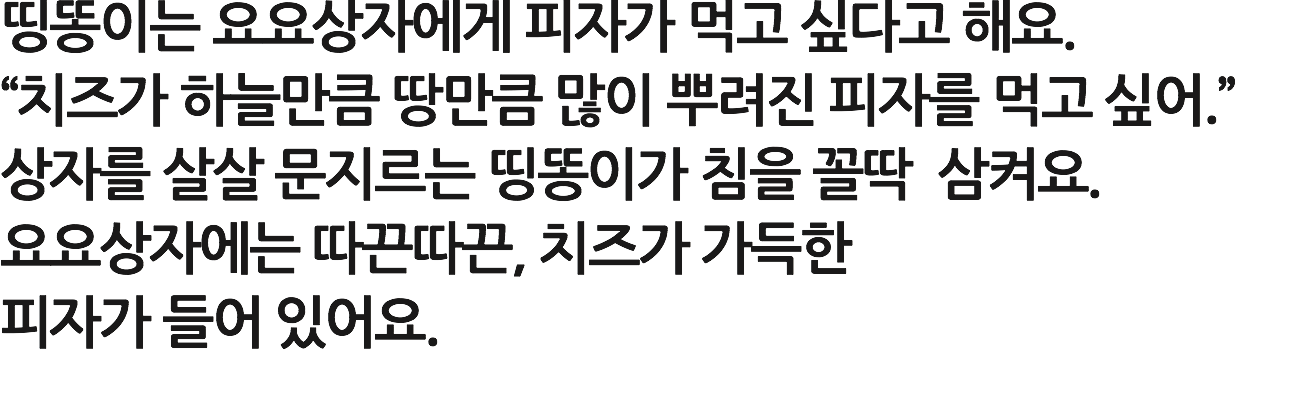 띵똥이는 요요상자에게 피자가 먹고 싶다고 해요.
“치즈가 하늘만큼 땅만큼 많이 뿌려진 피자를 먹고 싶어.”
상자를 살살 문지르는 띵똥이가 침을 꼴딱 삼켜요.
요요상자에는 따끈따끈, 치즈가 가득한
피자가 들어 있어요.